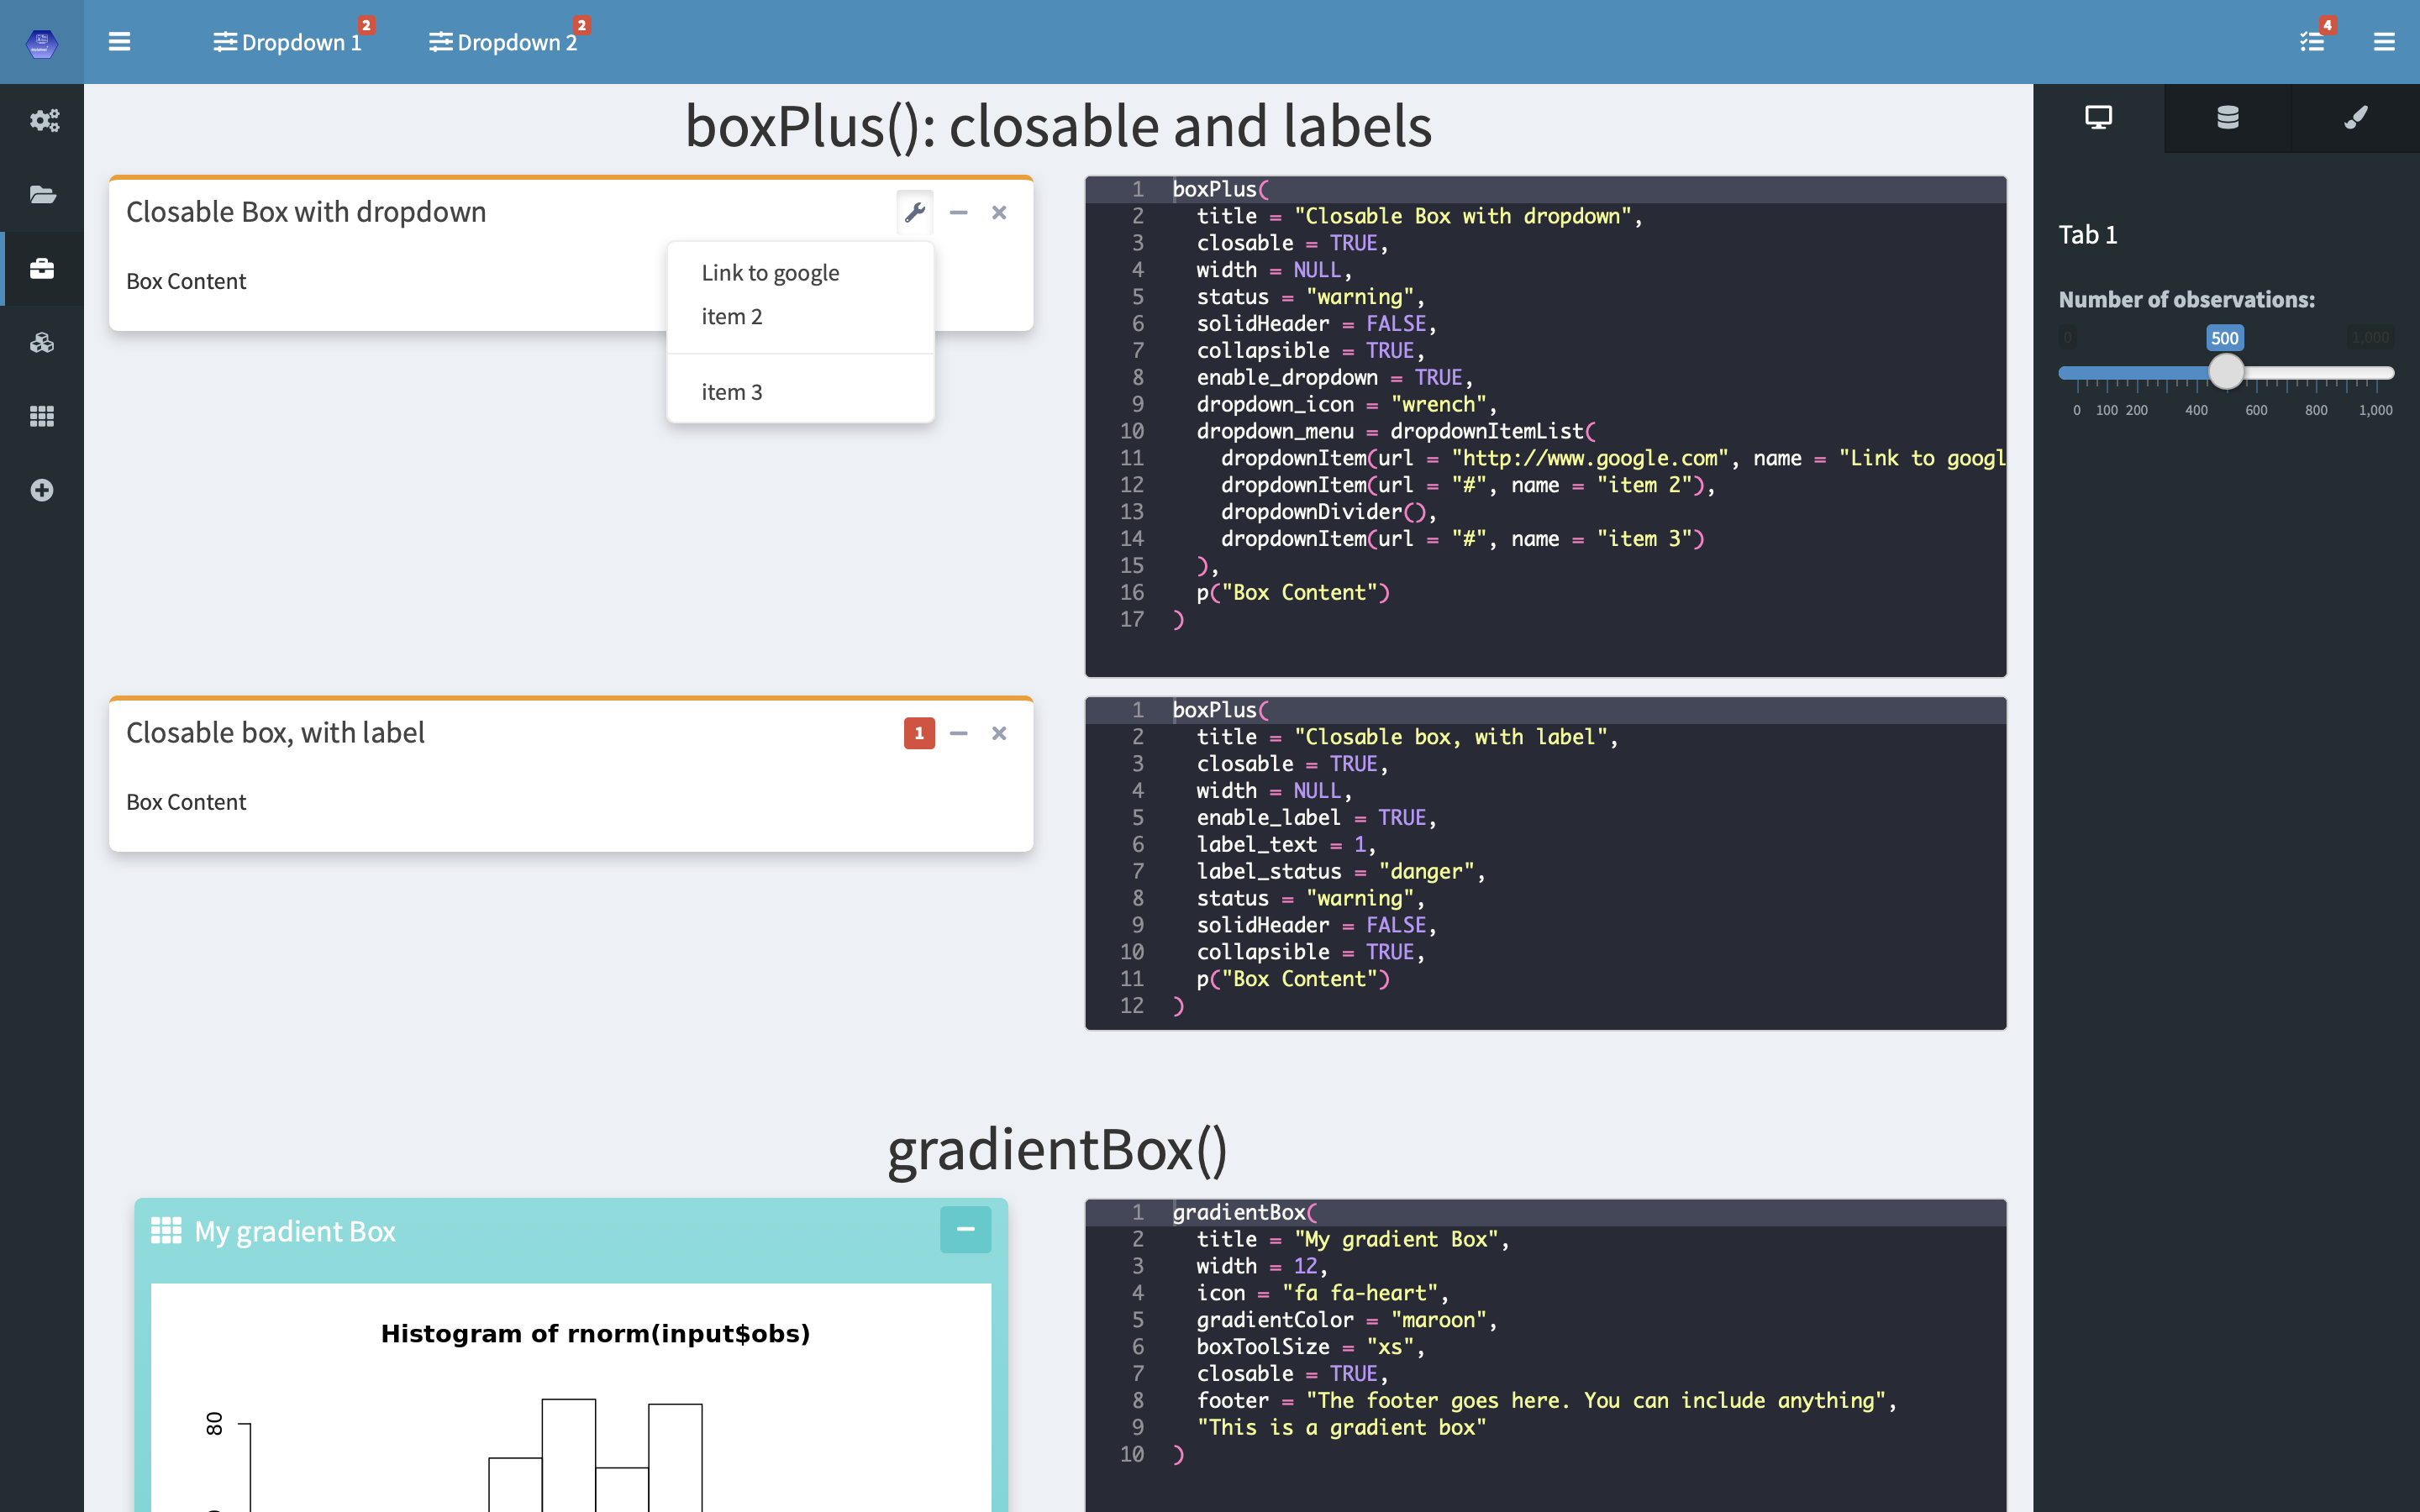 Dropdown 1
2
Dropdown 2
2
4
boxPlus(): closable and labels
Closable Box with dropdown
Box Content
Link to google
item 2
item 3
1 boxPlus(
2 title = "Closable Box with dropdown",
3 closable = TRUE,
4 width = NULL,
5 status = "warning",
6 solidHeader = FALSE,
7 collapsible = TRUE,
8 enable_dropdown = TRUE,
9 dropdown_icon = "wrench",
10 dropdown_menu = dropdownItemList(
11 dropdownItem(url = "http://www.google.com", name = "Link to googl
12 dropdownItem(url = "#", name = "item 2"),
13 dropdownDivider(),
14 dropdownItem(url = "#", name = "item 3")
15 ),
16 p("Box Content")
17 )
Tab 1
Number of observations:
0
500
1,000
0 100 200 400 600 800 1,000
Closable box, with label
1
Box Content
1 boxPlus(
2 title = "Closable box, with label",
3 closable = TRUE,
4 width = NULL,
5 enable_label = TRUE,
6 label_text = 1,
7 label_status = "danger",
8 status = "warning",
9 solidHeader = FALSE,
10 collapsible = TRUE,
11 p("Box Content")
12 )
gradientBox()
My gradient Box
Histogram of rnorm(input$obs)
80
1 gradientBox(
2 title = "My gradient Box",
3 width = 12,
4 icon = "fa fa-heart",
5 gradientColor = "maroon",
6 boxToolSize = "xs",
7 closable = TRUE,
8 footer = "The footer goes here. You can include anything",
9 "This is a gradient box"
10 )